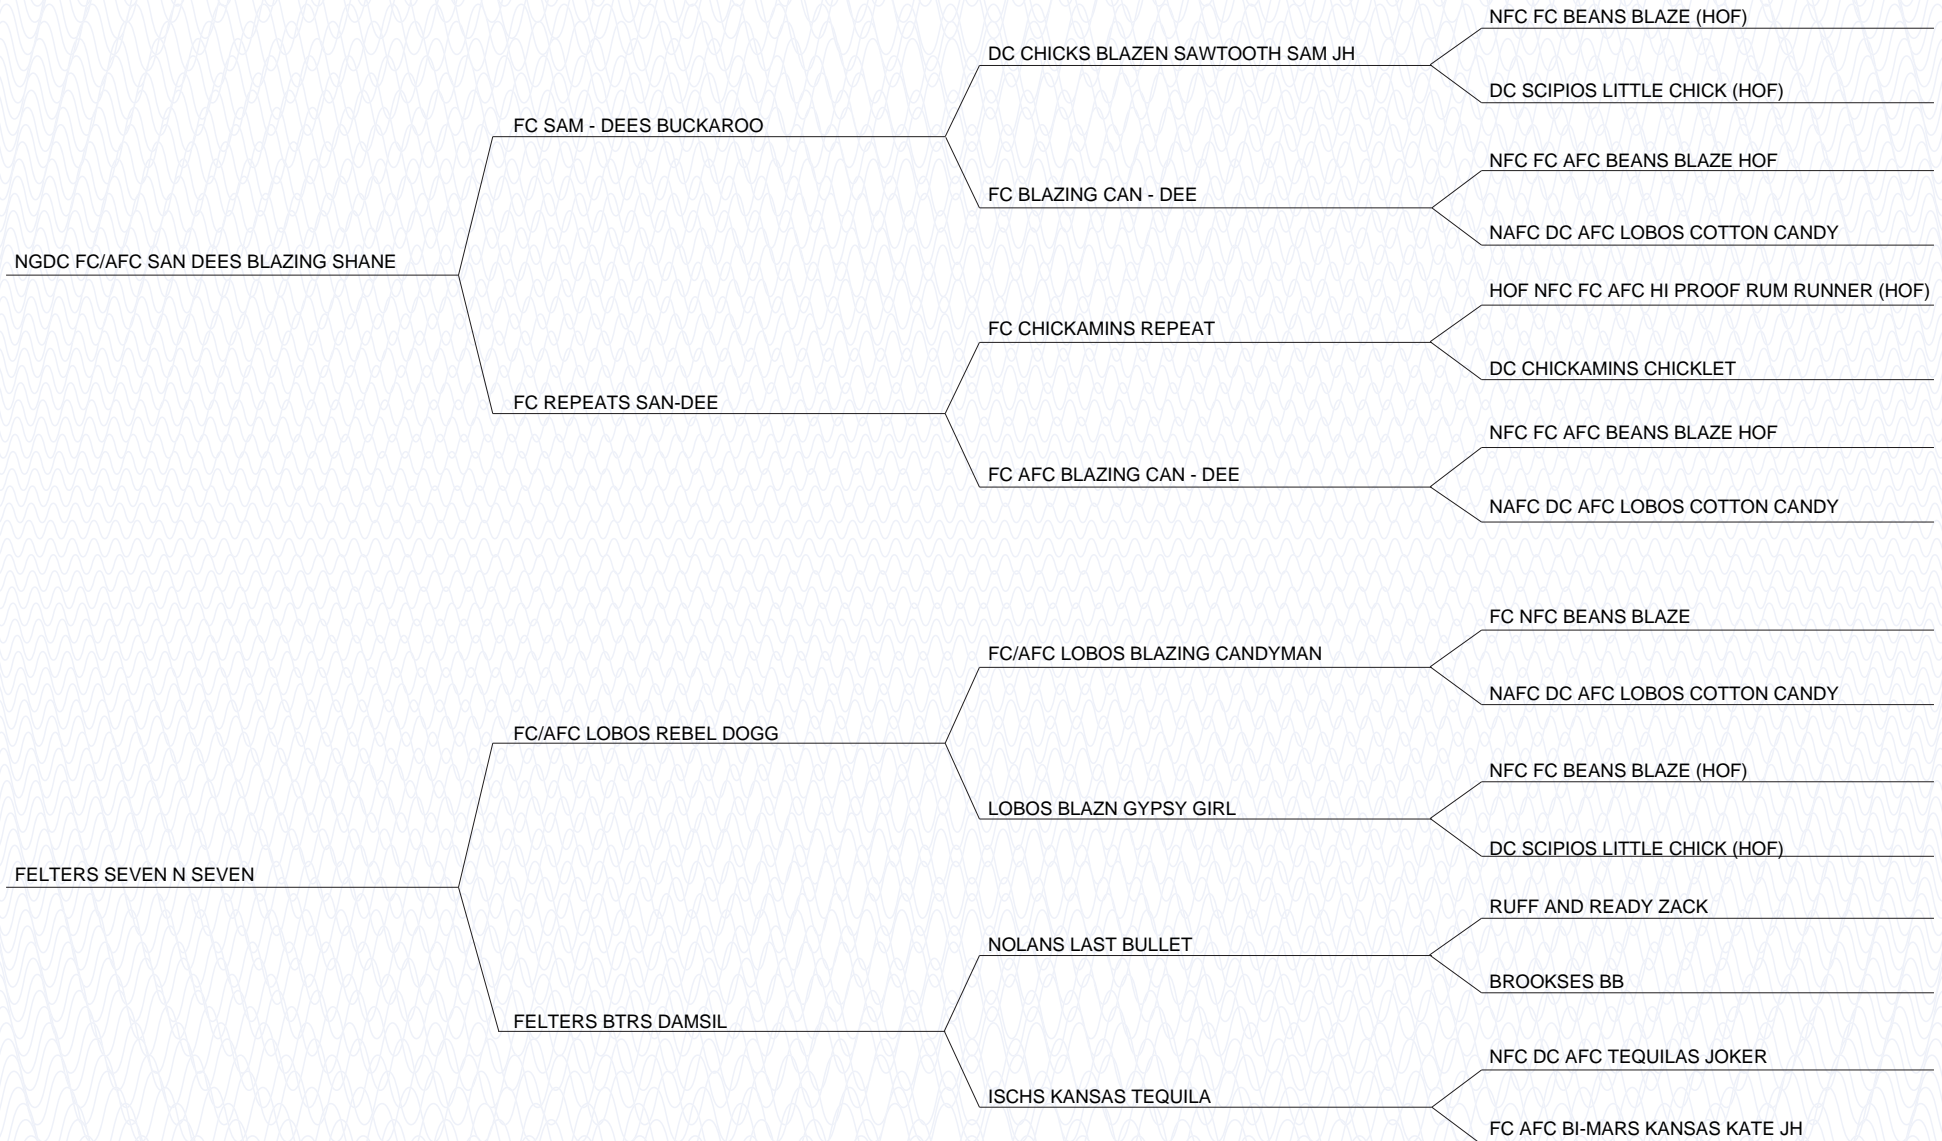 NFC FC BEANS BLAZE (HOF)
DC CHICKS BLAZEN SAWTOOTH SAM JH
DC SCIPIOS LITTLE CHICK (HOF)
FC SAM - DEES BUCKAROO
NFC FC AFC BEANS BLAZE HOF
FC BLAZING CAN - DEE
NAFC DC AFC LOBOS COTTON CANDY
NGDC FC/AFC SAN DEES BLAZING SHANE
HOF NFC FC AFC HI PROOF RUM RUNNER (HOF)
FC CHICKAMINS REPEAT
DC CHICKAMINS CHICKLET
FC REPEATS SAN-DEE
NFC FC AFC BEANS BLAZE HOF
FC AFC BLAZING CAN - DEE
NAFC DC AFC LOBOS COTTON CANDY
FC NFC BEANS BLAZE
FC/AFC LOBOS BLAZING CANDYMAN
NAFC DC AFC LOBOS COTTON CANDY
FC/AFC LOBOS REBEL DOGG
NFC FC BEANS BLAZE (HOF)
LOBOS BLAZN GYPSY GIRL
DC SCIPIOS LITTLE CHICK (HOF)
FELTERS SEVEN N SEVEN
RUFF AND READY ZACK
NOLANS LAST BULLET
BROOKSES BB
FELTERS BTRS DAMSIL
NFC DC AFC TEQUILAS JOKER
ISCHS KANSAS TEQUILA
FC AFC BI-MARS KANSAS KATE JH